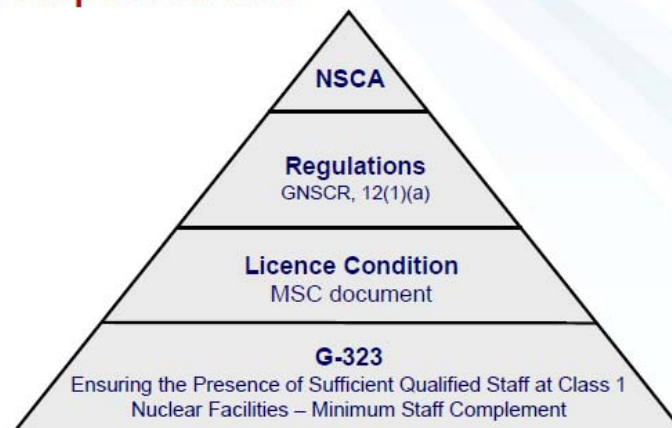 NSCA
Regulations
GNSCR, 12(1)(a)
Licence Condition
MSC document
G-323
Ensuring the Presence of Sufficient Qualified Staff at Class 1
Nuclear Facilities – Minimum Staff Complement